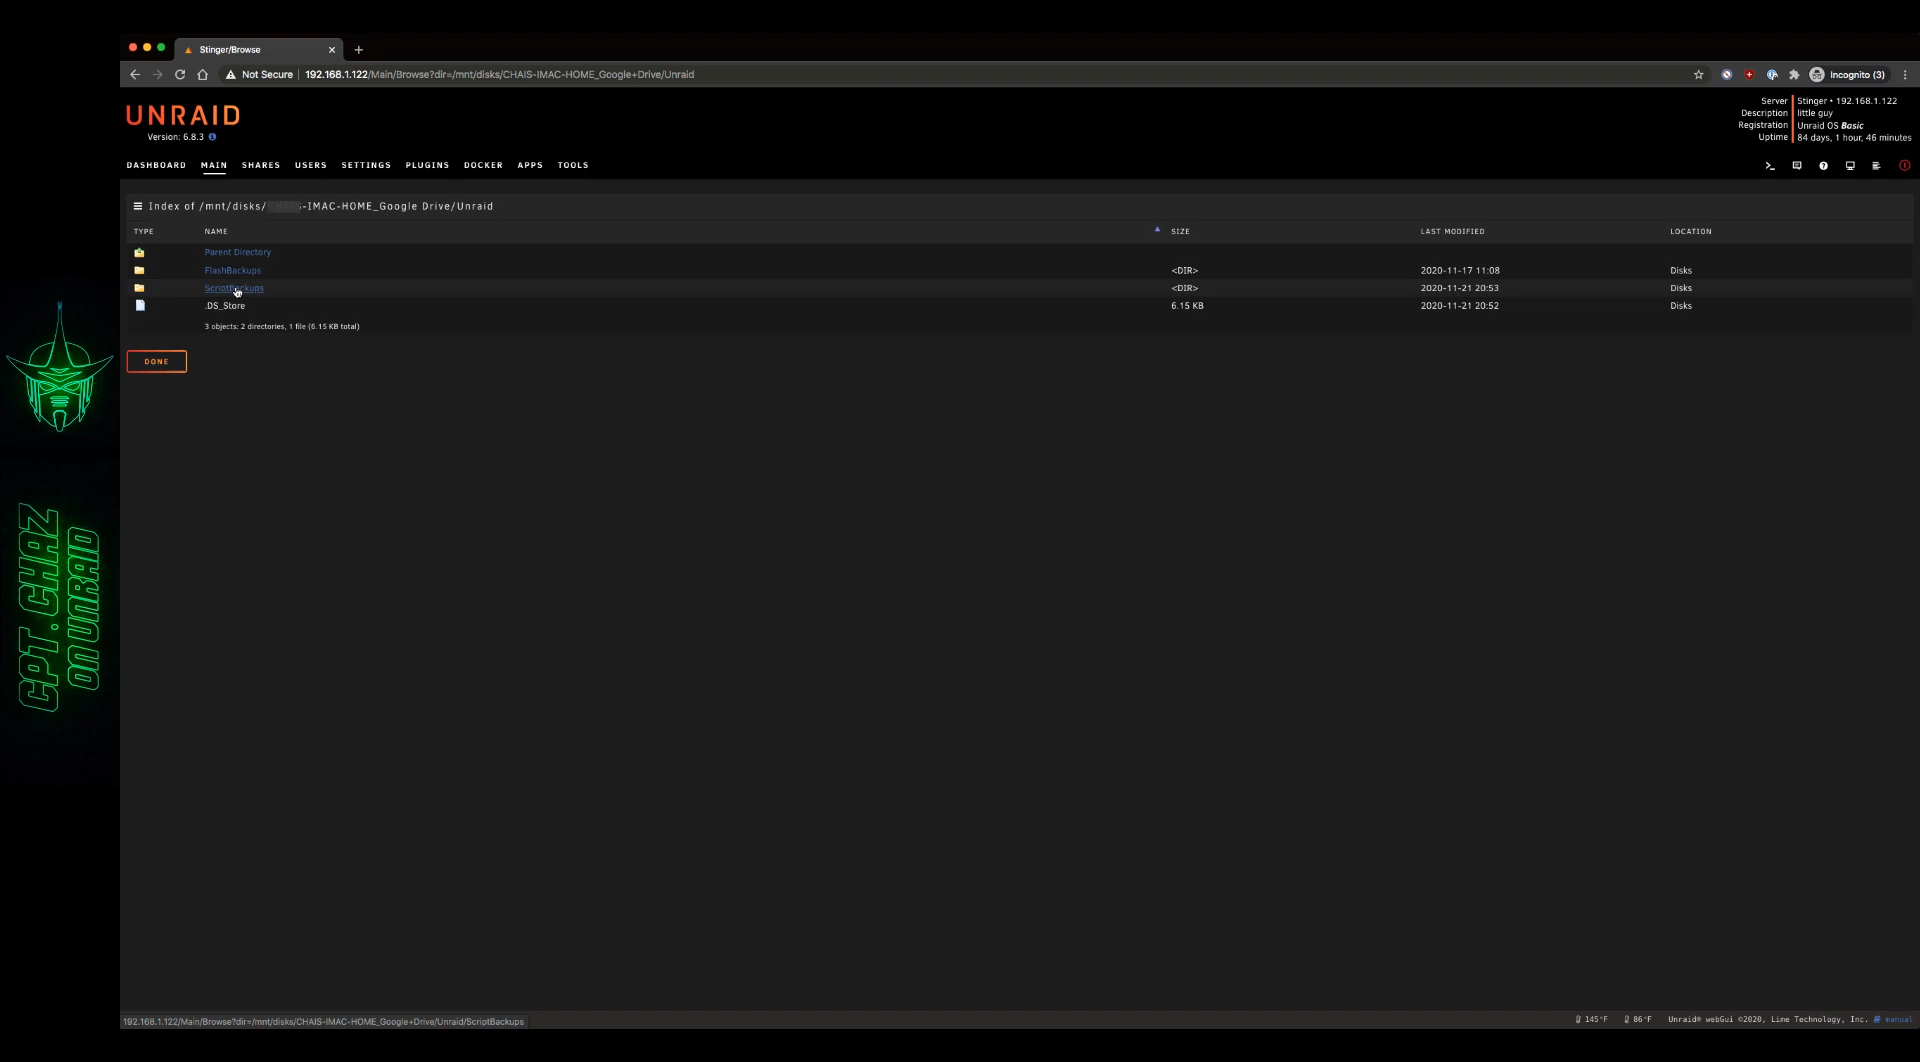 Stinger/Browse
Not Secure 192.168.1.122/Main/Browse?dir=/mnt/disks/CHAIS-IMAC-HOME_Google+Drive/Unraid Incognito (3)
UNRAID
Version: 6.8.3
Server Stinger • 192.168.1.122
Description little guy
Registration Unraid OS Basic
Uptime 84 days, 1 hour, 46 minutes
DASHBOARD MAIN SHARES USERS SETTINGS PLUGINS DOCKER APPS TOOLS
Index of /mnt/disks/ -IMAC-HOME_Google Drive/Unraid
TYPE NAME SIZE LAST MODIFIED LOCATION
Parent Directory
FlashBackups <DIR> 2020-11-17 11:08 Disks
ScriptBackups <DIR> 2020-11-21 20:53 Disks
.DS_Store 6.15 KB 2020-11-21 20:52 Disks
3 objects: 2 directories, 1 file (6.15 KB total)
DONE
CPT. CHAZ
ON UNRAID
192.168.1.122/Main/Browse?dir=/mnt/disks/CHAIS-IMAC-HOME_Google+Drive/Unraid/ScriptBackups
145°F 86°F Unraid® webGui ©2020, Lime Technology, Inc. manual